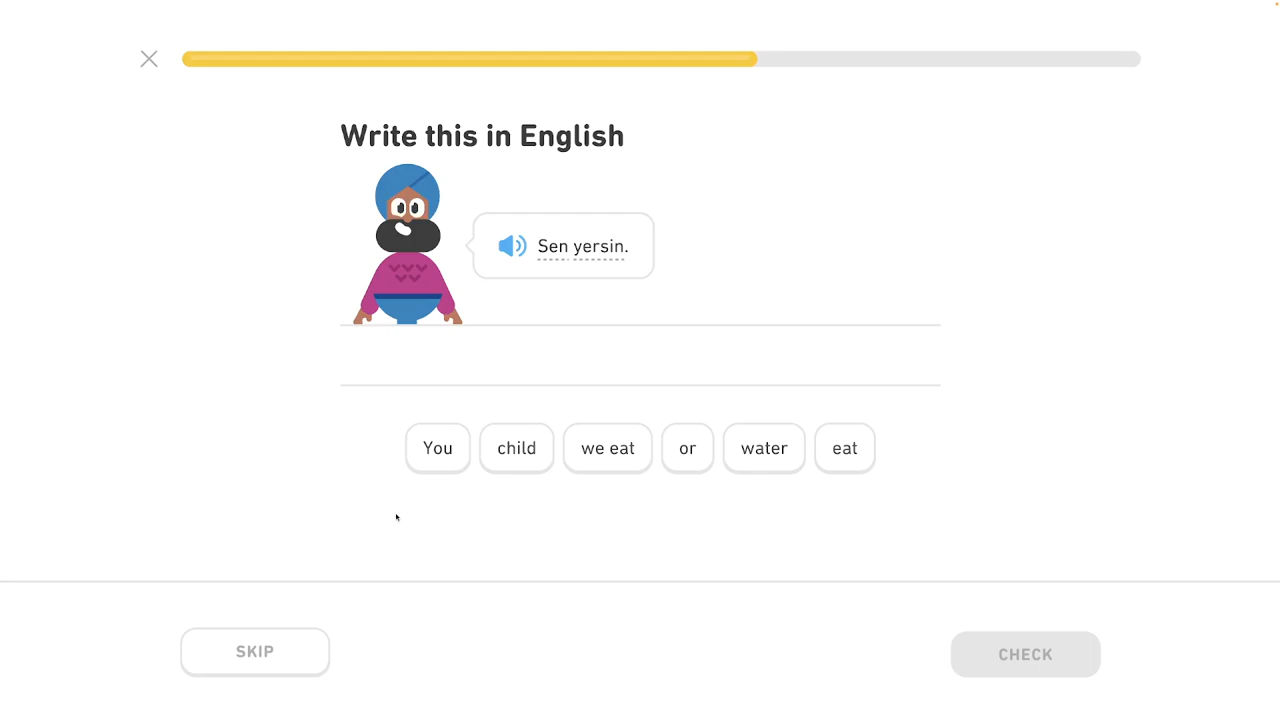 Write this in English
Sen yersin.
You child we eat or water eat
SKIP CHECK